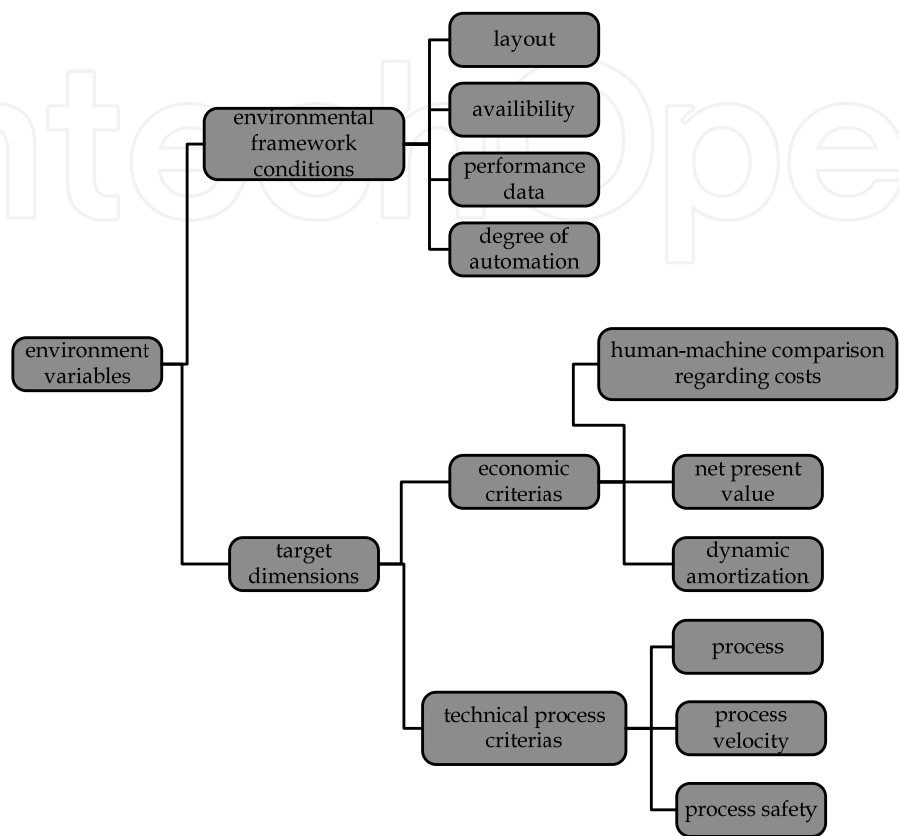 layout
availibility
environmental
framework
conditions
performance
data
degree of
automation
environment
variables
human-machine comparison
regarding costs
economic
criterias
net present
value
target
dimensions
dynamic
amortization
process
technical process
criterias
process
velocity
process safety